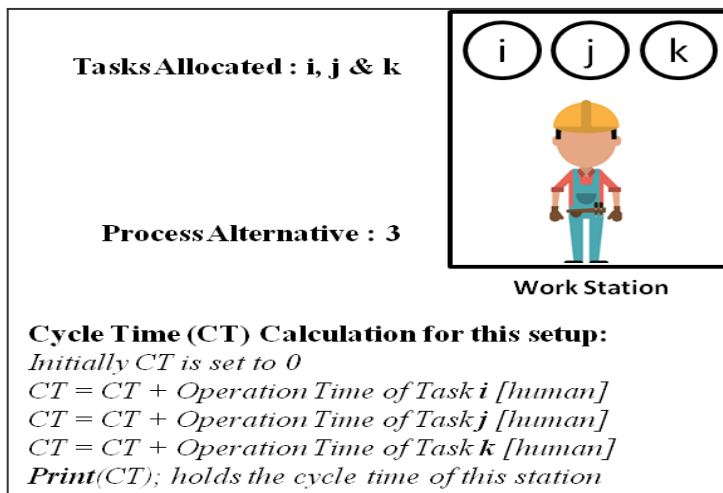 Tasks Allocated : i, j & k
i j k
Process Alternative : 3
Work Station
Cycle Time (CT) Calculation for this setup:
Initially CT is set to 0
CT = CT + Operation Time of Task i [human]
CT = CT + Operation Time of Task j [human]
CT = CT + Operation Time of Task k [human]
Print(CT); holds the cycle time of this station